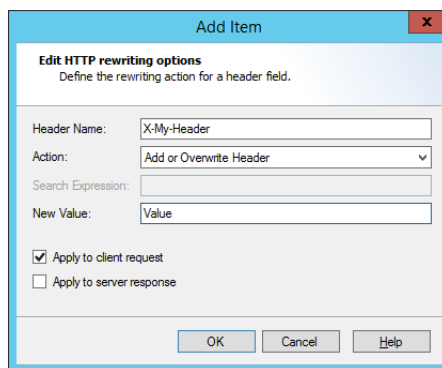 Add Item
x
Edit HTTP rewriting options
Define the rewriting action for a header field.
Header Name: X-My-Header
Action: Add or Overwrite Header
Search Expression:
New Value: Value
Apply to client request
Apply to server response
OK Cancel Help